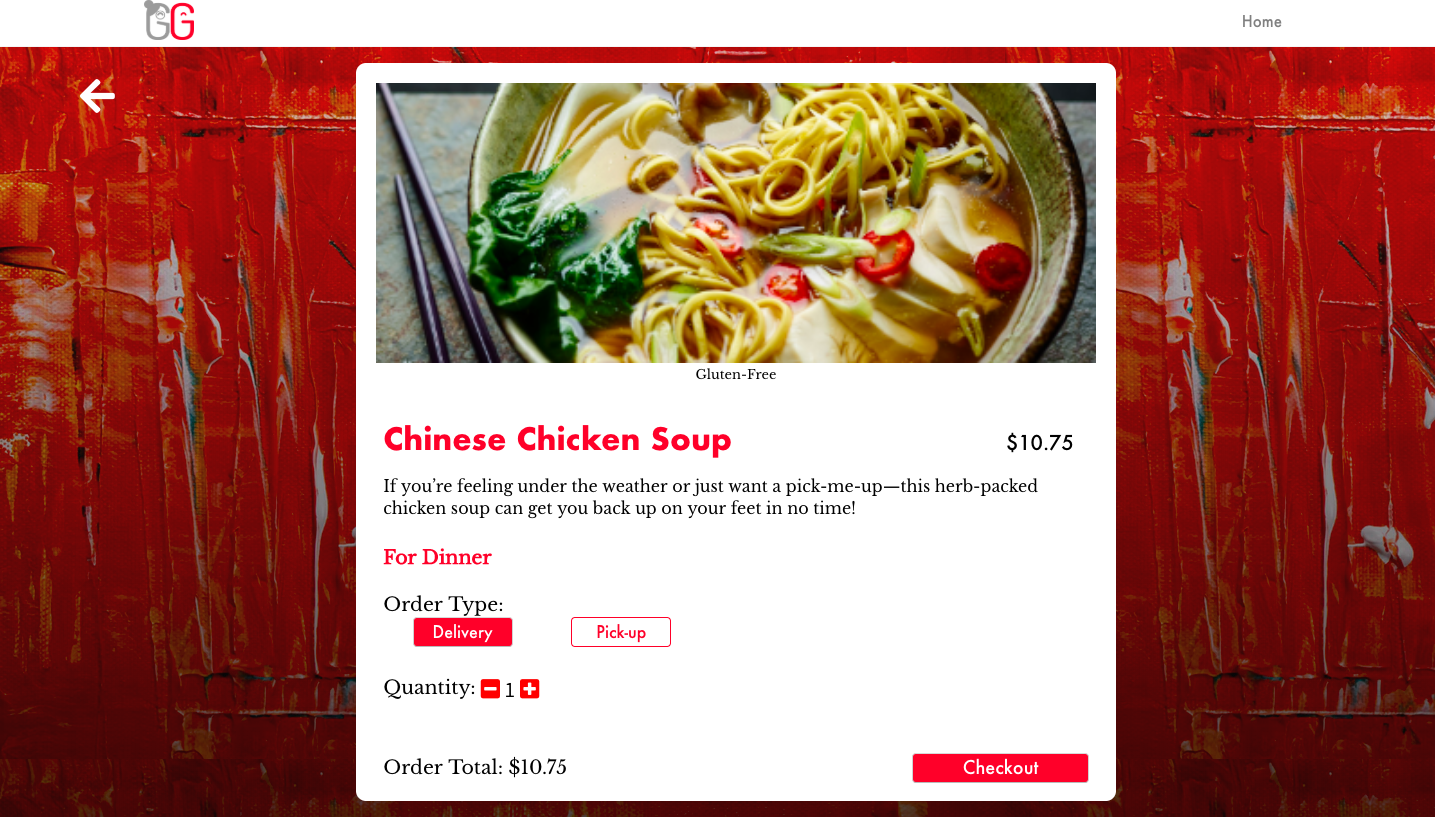 GG
Home
Gluten-Free
Chinese Chicken Soup
$10.75
If you’re feeling under the weather or just want a pick-me-up—this herb-packed
chicken soup can get you back up on your feet in no time!
For Dinner
Order Type:
Delivery
Pick-up
Quantity: 1
Order Total: $10.75
Checkout